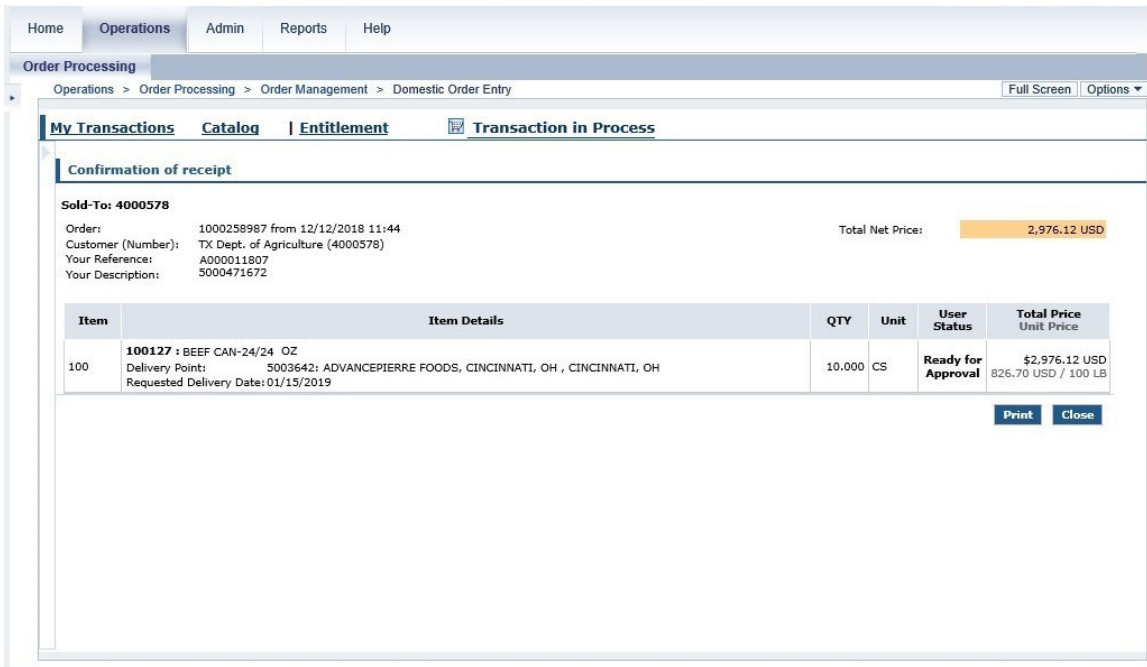 Home Operations Admin Reports Help
Order Processing
Operations > Order Processing > Order Management > Domestic Order Entry Full Screen Options
My Transactions Catalog | Entitlement Transaction in Process
Confirmation of receipt
Sold-To: 4000578
Order: 1000258987 from 12/12/2018 11:44 Total Net Price: 2,976.12 USD
Customer (Number): TX Dept. of Agriculture (4000578)
Your Reference: A000011807
Your Description: 5000471672
Item Item Details QTY Unit User Status Total Price Unit Price
100127 : BEEF CAN-24/24 OZ
100 Delivery Point: 5003642: ADVANCEPIERRE FOODS, CINCINNATI, OH , CINCINNATI, OH 10.000 CS Ready for Approval $2,976.12 USD 826.70 USD / 100 LB
Requested Delivery Date: 01/15/2019
Print Close